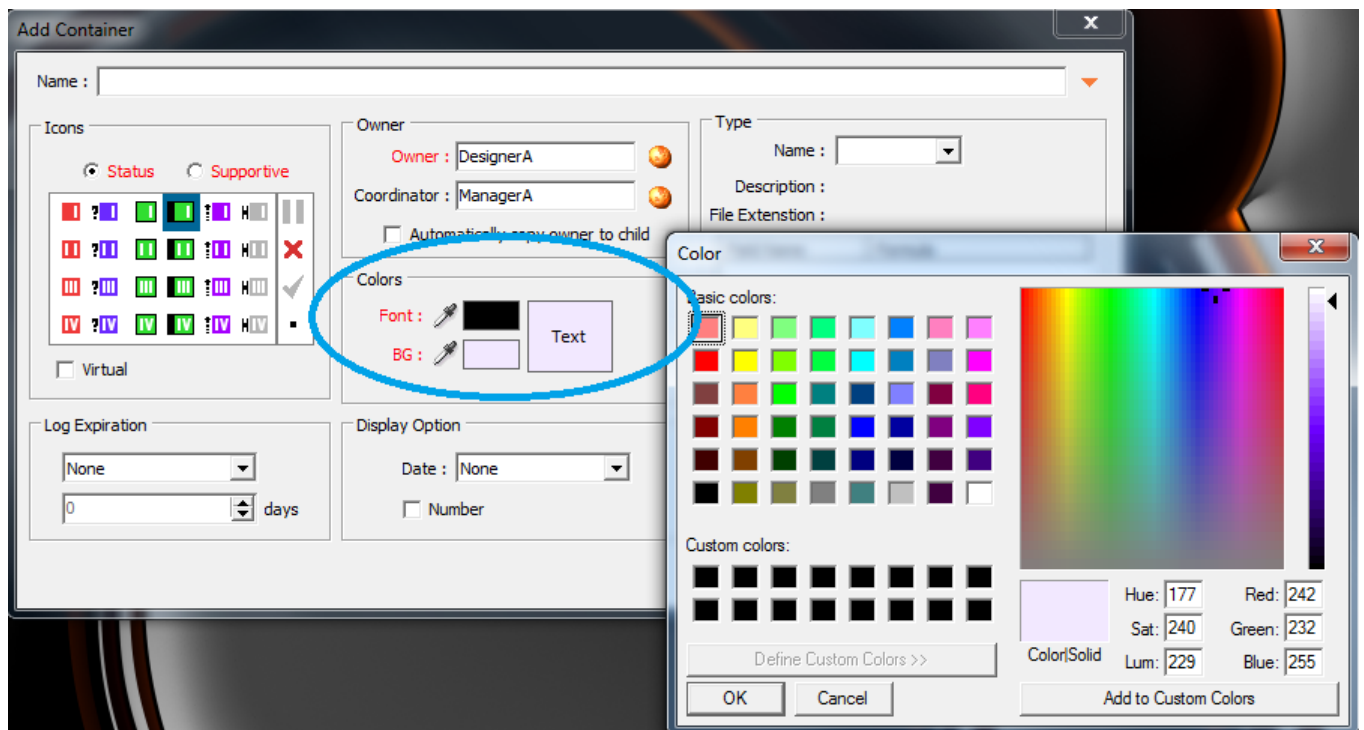 Add Container
x
Name :
Icons
Status
Supportive
Virtual
Owner
Owner : DesignerA
Coordinator : ManagerA
Automatically copy owner to child
Type
Name :
Description :
File Extenstion :
Colors
Font :
BG :
Text
Log Expiration
None
0 days
Display Option
Date : None
Number
Color
x
Basic colors:
Custom colors:
Define Custom Colors >>
OK Cancel
Color|Solid
Hue: 177 Red: 242
Sat: 240 Green: 232
Lum: 229 Blue: 255
Add to Custom Colors